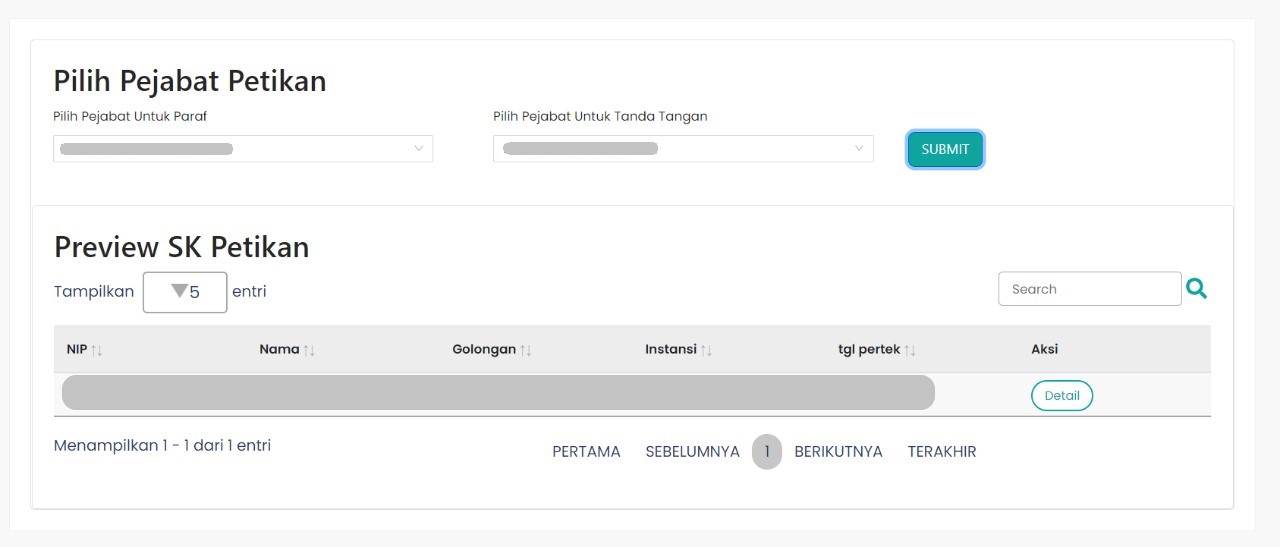 Pilih Pejabat Petikan
Pilih Pejabat Untuk Paraf
Pilih Pejabat Untuk Tanda Tangan
SUBMIT
Preview SK Petikan
Tampilkan 5 entri
Search
NIP Nama Golongan Instansi tgl pertek Aksi
Detail
Menampilkan 1 - 1 dari 1 entri
PERTAMA SEBELUMNYA 1 BERIKUTNYA TERAKHIR